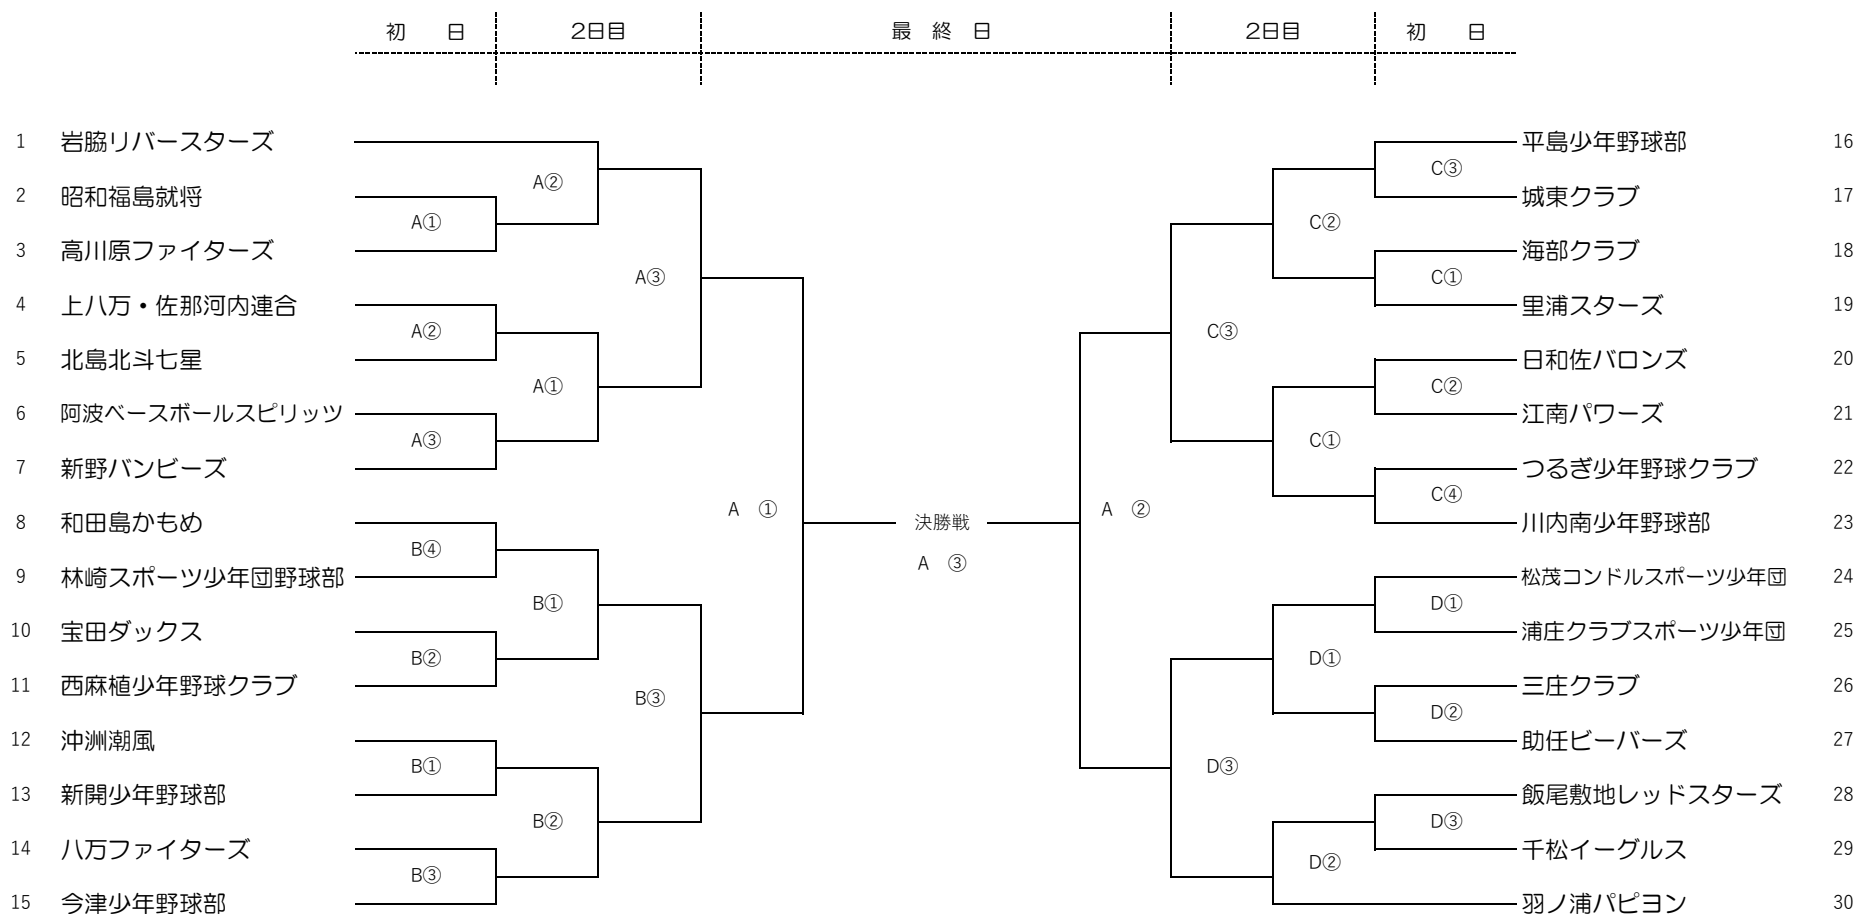 初　　日 2日目 最　終　日 2日目 初　　日
1 岩脇リバースターズ 平島少年野球部 16
A② C③
2 昭和福島就将 城東クラブ 17
A① C②
3 高川原ファイターズ 海部クラブ 18
A③ C①
4 上八万・佐那河内連合 里浦スターズ 19
A② C③
5 北島北斗七星 日和佐バロンズ 20
A① C②
6 阿波ベースボールスピリッツ 江南パワーズ 21
A③ C①
7 新野バンビーズ つるぎ少年野球クラブ 22
C④
A　① A　②
8 和田島かもめ 決勝戦 川内南少年野球部 23
B④
A　③
9 林崎スポーツ少年団野球部 松茂コンドルスポーツ少年団 24
B① D①
10 宝田ダックス 浦庄クラブスポーツ少年団 25
B② D①
11 西麻植少年野球クラブ 三庄クラブ 26
B③ D②
12 沖洲潮風 助任ビーバーズ 27
B① D③
13 新開少年野球部 飯尾敷地レッドスターズ 28
B② D③
14 八万ファイターズ 千松イーグルス 29
B③ D②
15 今津少年野球部 羽ノ浦パピヨン 30